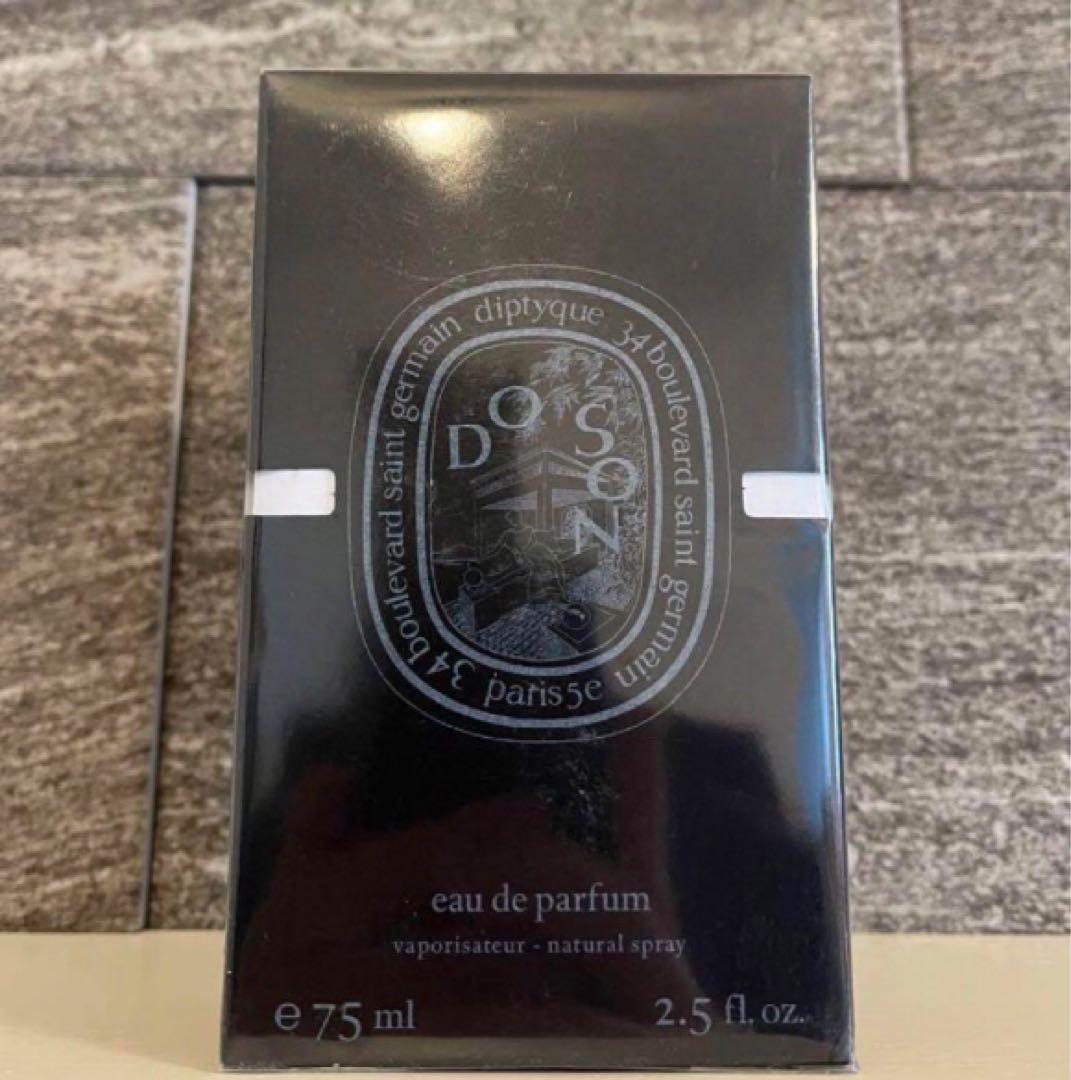 diptyque 34 boulevard saint germain paris5e 34 boulevard saint germain
DO SON
eau de parfum
vaporisateur - natural spray
e 75 ml 2.5 fl. oz.